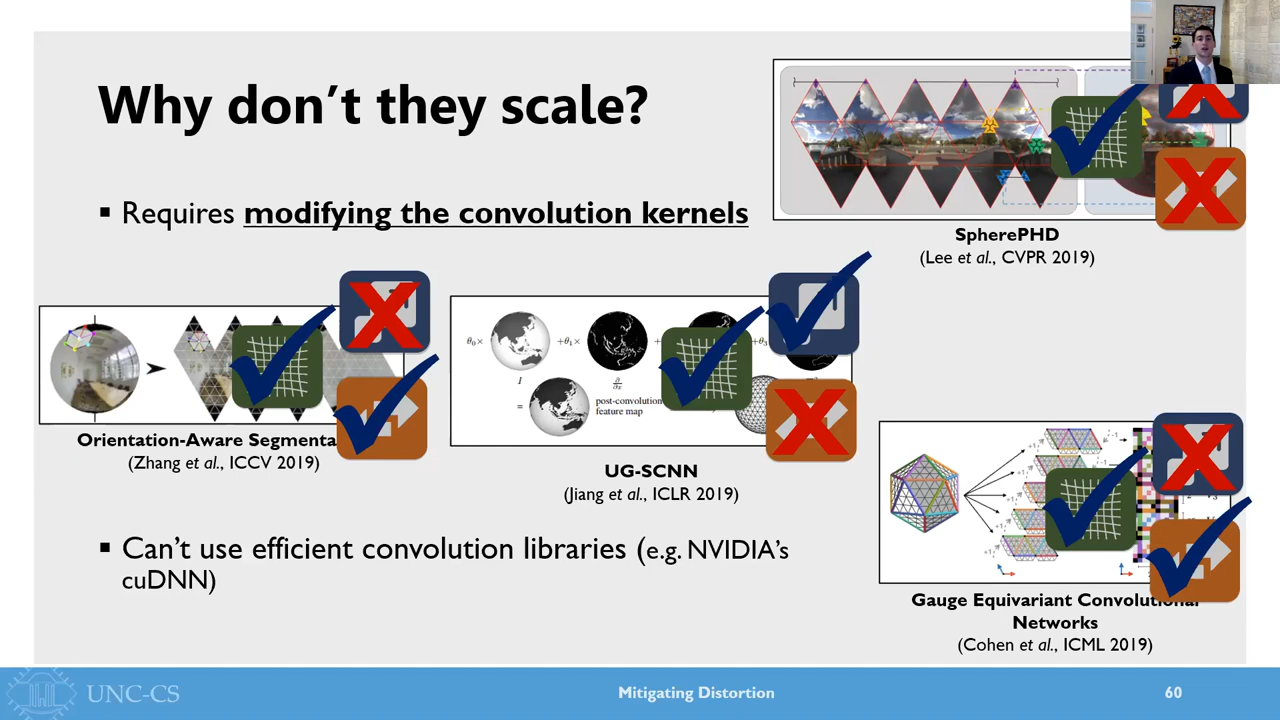 Why don't they scale?
▪ Requires modifying the convolution kernels
SpherePHD
(Lee et al., CVPR 2019)
θ₀×
+θ₁×
I
=
post-convolution
feature map
Orientation-Aware Segmenta
(Zhang et al., ICCV 2019)
UG-SCNN
(Jiang et al., ICLR 2019)
▪ Can't use efficient convolution libraries (e.g. NVIDIA's
cuDNN)
Gauge Equivariant Convolutional
Networks
(Cohen et al., ICML 2019)
UNC-CS
Mitigating Distortion
60